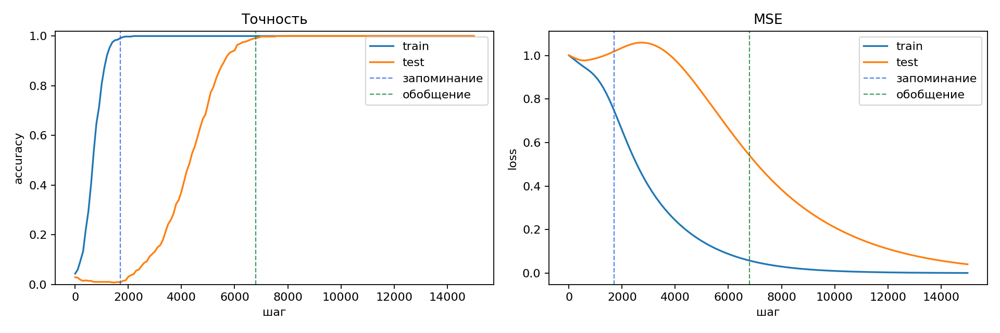 Точность
1.0
0.8
0.6
0.4
0.2
0.0
accuracy
0 2000 4000 6000 8000 10000 12000 14000
шаг
train
test
запоминание
обобщение
MSE
1.0
0.8
0.6
0.4
0.2
0.0
loss
0 2000 4000 6000 8000 10000 12000 14000
шаг
train
test
запоминание
обобщение